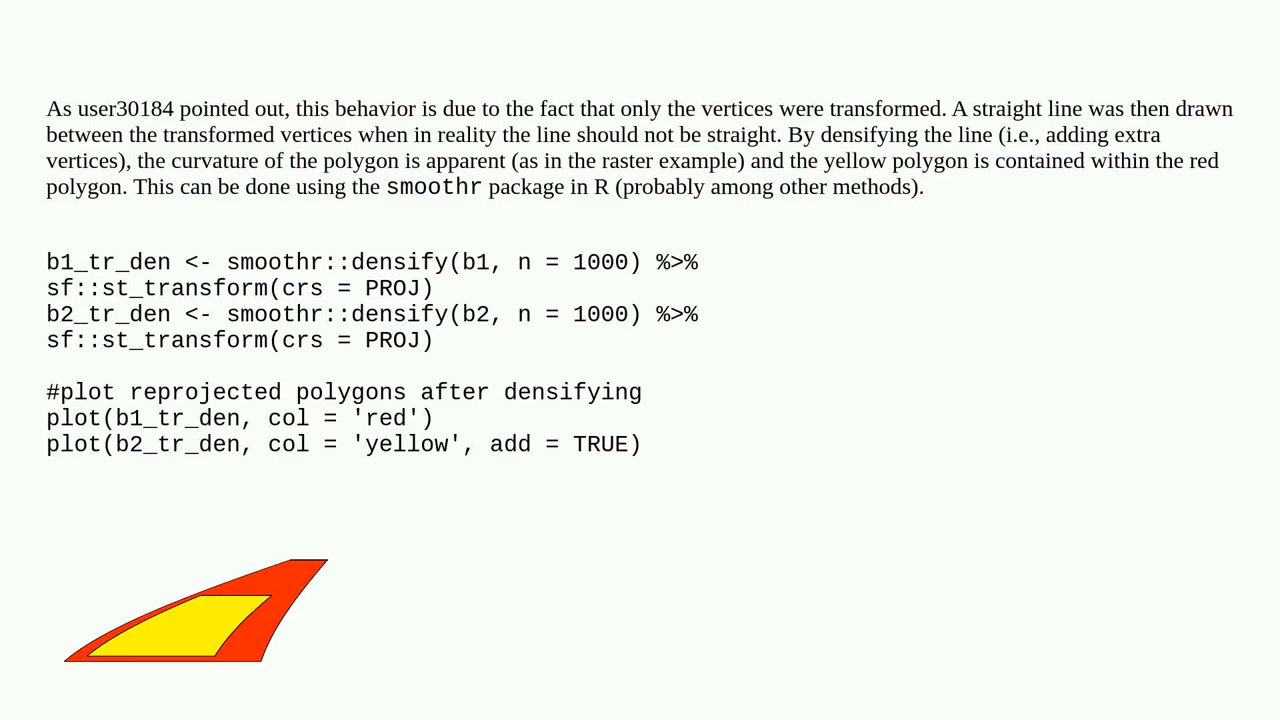 As user30184 pointed out, this behavior is due to the fact that only the vertices were transformed. A straight line was then drawn
between the transformed vertices when in reality the line should not be straight. By densifying the line (i.e., adding extra
vertices), the curvature of the polygon is apparent (as in the raster example) and the yellow polygon is contained within the red
polygon. This can be done using the smoothr package in R (probably among other methods).
b1_tr_den <- smoothr::densify(b1, n = 1000) %>%
sf::st_transform(crs = PROJ)
b2_tr_den <- smoothr::densify(b2, n = 1000) %>%
sf::st_transform(crs = PROJ)
#plot reprojected polygons after densifying
plot(b1_tr_den, col = 'red')
plot(b2_tr_den, col = 'yellow', add = TRUE)